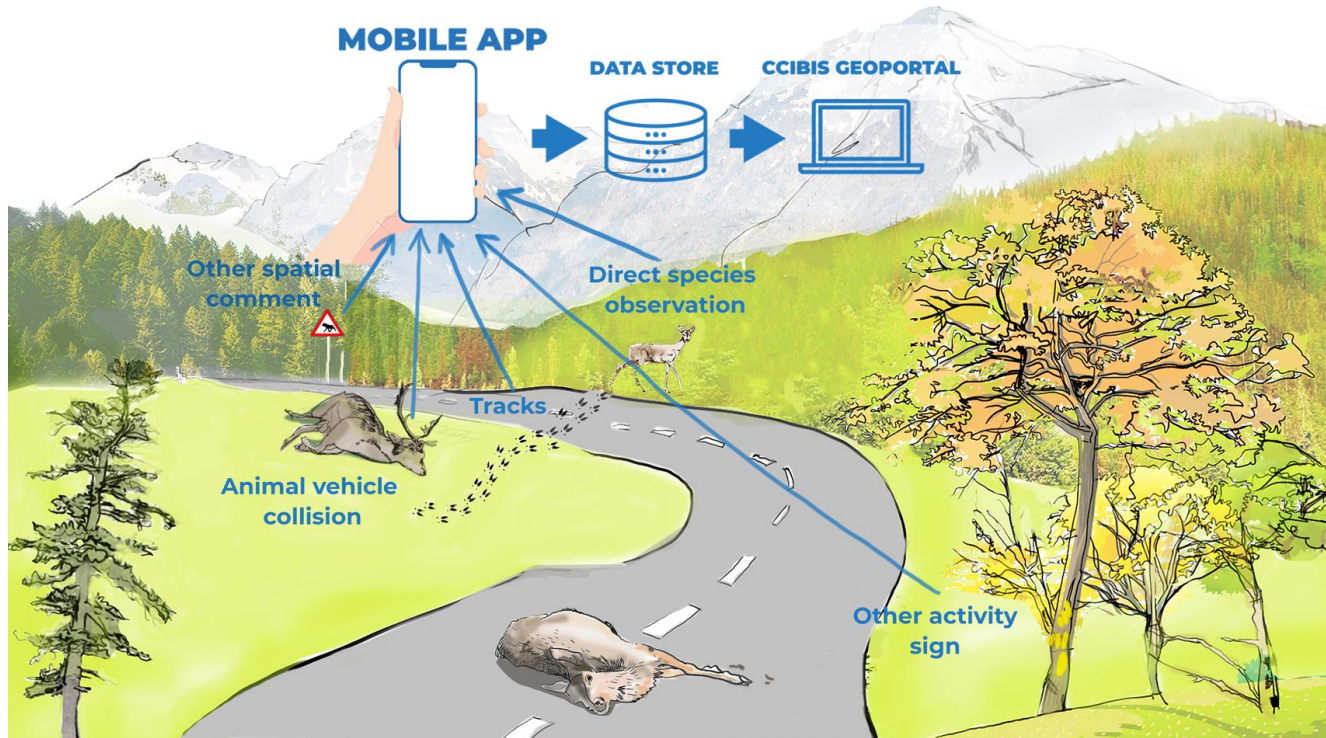 MOBILE APP
DATA STORE
CCIBIS GEOPORTAL
Other spatial
comment
Direct species
observation
Tracks
Animal vehicle
collision
Other activity
sign